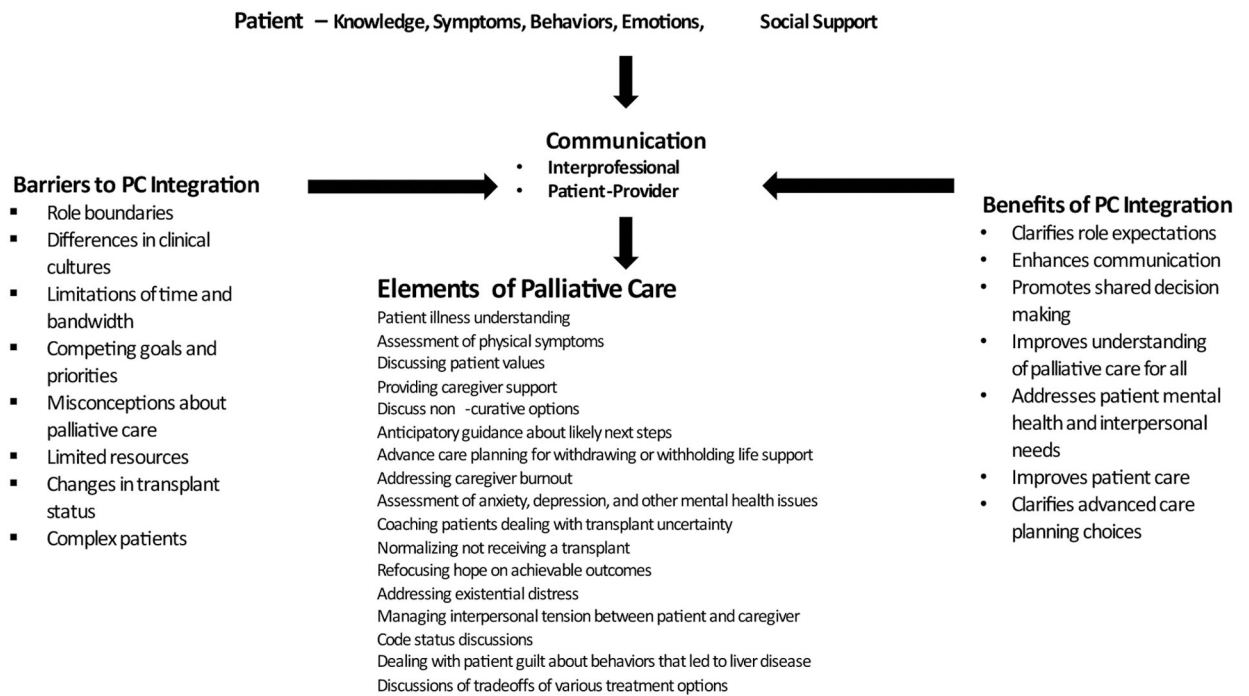 Patient – Knowledge, Symptoms, Behaviors, Emotions, Social Support
Communication
• Interprofessional
• Patient-Provider
Barriers to PC Integration
▪ Role boundaries
▪ Differences in clinical
cultures
▪ Limitations of time and
bandwidth
▪ Competing goals and
priorities
▪ Misconceptions about
palliative care
▪ Limited resources
▪ Changes in transplant
status
▪ Complex patients
Elements of Palliative Care
Patient illness understanding
Assessment of physical symptoms
Discussing patient values
Providing caregiver support
Discuss non -curative options
Anticipatory guidance about likely next steps
Advance care planning for withdrawing or withholding life support
Addressing caregiver burnout
Assessment of anxiety, depression, and other mental health issues
Coaching patients dealing with transplant uncertainty
Normalizing not receiving a transplant
Refocusing hope on achievable outcomes
Addressing existential distress
Managing interpersonal tension between patient and caregiver
Code status discussions
Dealing with patient guilt about behaviors that led to liver disease
Discussions of tradeoffs of various treatment options
Benefits of PC Integration
• Clarifies role expectations
• Enhances communication
• Promotes shared decision
making
• Improves understanding
of palliative care for all
• Addresses patient mental
health and interpersonal
needs
• Improves patient care
• Clarifies advanced care
planning choices